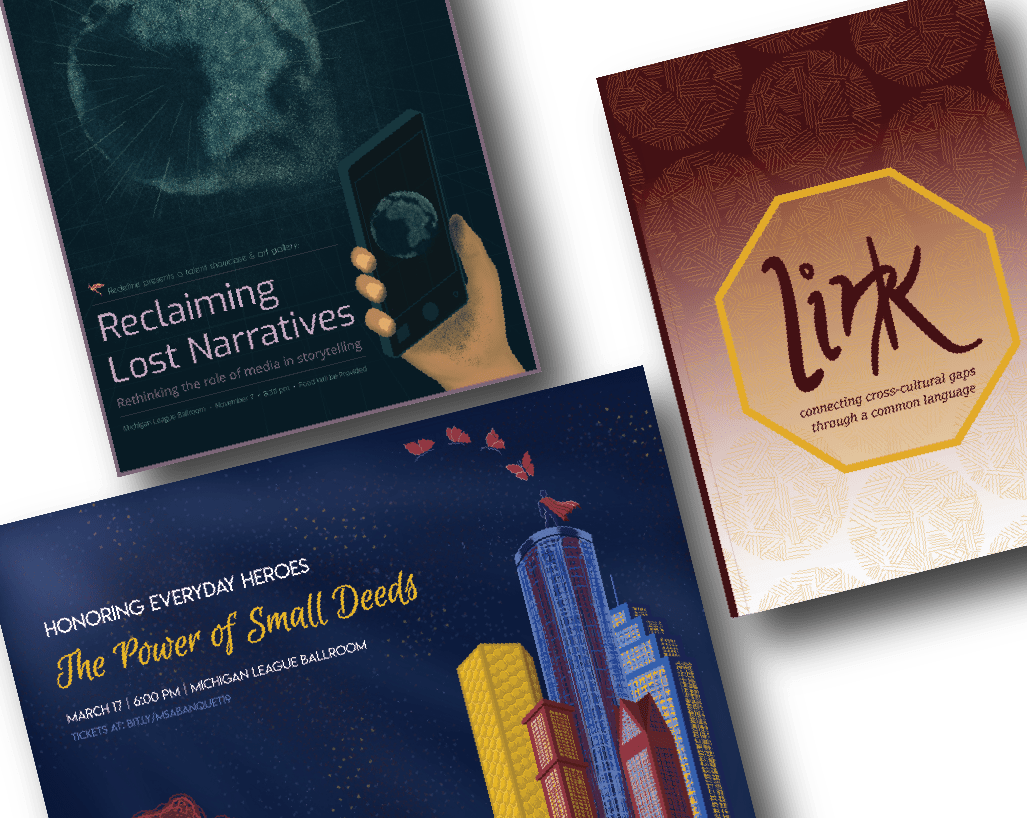 Redefine presents a talent showcase & art gallery:
Reclaiming
Lost Narratives
Rethinking the role of media in storytelling
Michigan League Ballroom • November 7 • 8:30 pm • Food will be Provided
link
connecting cross-cultural gaps
through a common language
HONORING EVERYDAY HEROES
The Power of Small Deeds
MARCH 17 | 6:00 PM | MICHIGAN LEAGUE BALLROOM
TICKETS AT: BIT.LY/MSABANQUET19